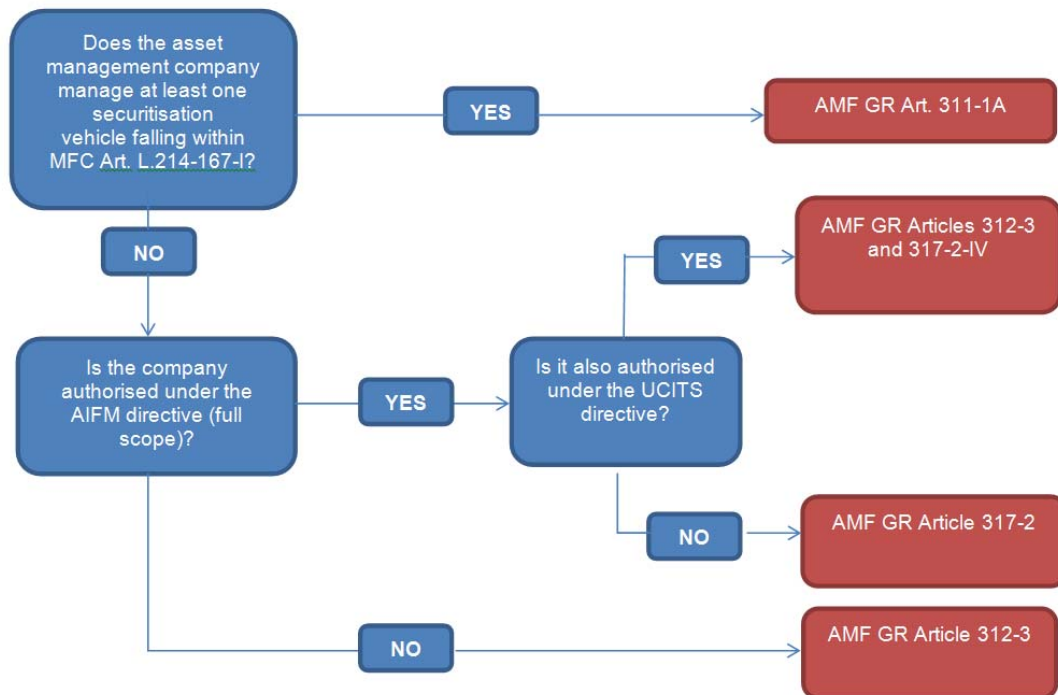 Does the asset
management company
manage at least one
securitisation
vehicle falling within
MFC Art. L.214-167-I?
YES
AMF GR Art. 311-1A
NO
AMF GR Articles 312-3
and 317-2-IV
YES
Is the company
authorised under the
AIFM directive (full
scope)?
YES
Is it also authorised
under the UCITS
directive?
NO
AMF GR Article 317-2
NO
AMF GR Article 312-3